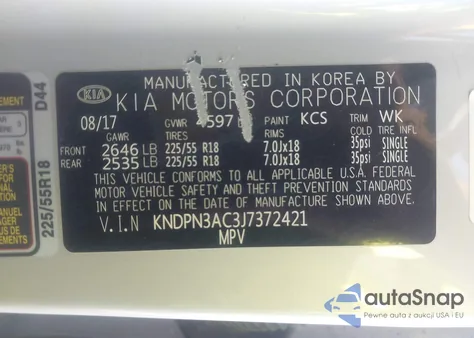 MANUFACTURED IN KOREA BY
KIA KIA MOTORS CORPORATION
08/17 GVWR 4597 PAINT KCS TRIM WK
GAWR TIRES RIMS COLD TIRE INFL
FRONT 2646 LB 225/55 R18 7.0Jx18 35psi SINGLE
REAR 2535 LB 225/55 R18 7.0Jx18 35psi SINGLE
THIS VEHICLE CONFORMS TO ALL APPLICABLE U.S.A. FEDERAL
MOTOR VEHICLE SAFETY AND THEFT PREVENTION STANDARDS
IN EFFECT ON THE DATE OF MANUFACTURE SHOWN ABOVE.
V.I.N KNDPN3AC3J7372421
MPV
D44
225/55R18
autoSnap
Pewne auta z aukcji USA i EU